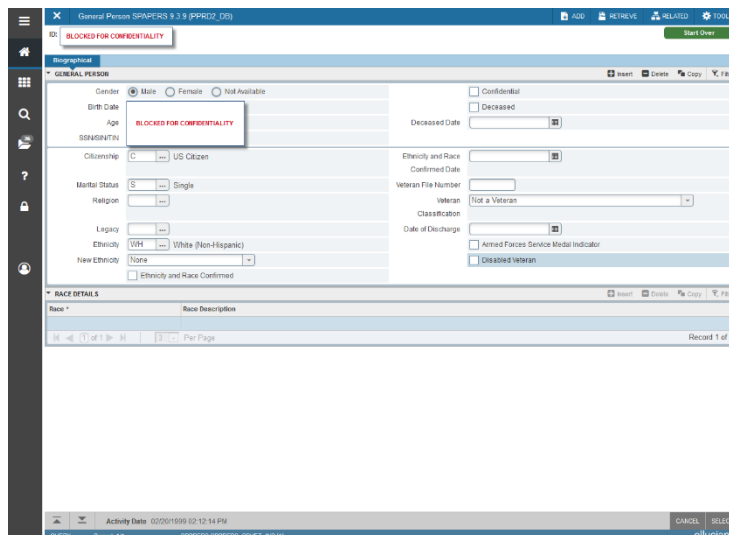 General Person SPAPERS 9.3.9 (PPRD2_DB) ADD RETRIEVE RELATED TOOL
ID: BLOCKED FOR CONFIDENTIALITY Start Over
Biographical
GENERAL PERSON Insert Delete Copy
Gender Male Female Not Available Confidential
Birth Date Deceased
Age BLOCKED FOR CONFIDENTIALITY Deceased Date
SSN/SIN/TIN
Citizenship C ... US Citizen Ethnicity and Race
Confirmed Date
Marital Status S ... Single Veteran File Number
Religion ... Veteran Not a Veteran
Classification
Legacy ... Date of Discharge
Ethnicity WH ... White (Non-Hispanic) Armed Forces Service Medal Indicator
New Ethnicity None Disabled Veteran
Ethnicity and Race Confirmed
RACE DETAILS Insert Delete Copy
Race * Race Description
1 of 1 3 Per Page Record 1 of
Activity Date 02/20/1999 02:12:14 PM CANCEL SELEC